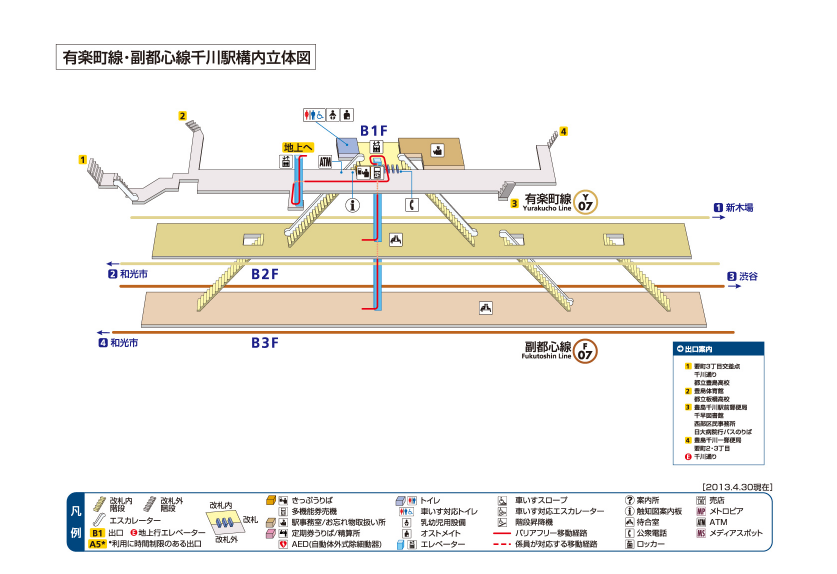 有楽町線・副都心線千川駅構内立体図
2
B1F
4
地上へ
1
ATM
3
有楽町線
Yurakucho Line
Y
07
1 新木場
2 和光市
B2F
3 渋谷
4 和光市
B3F
副都心線
Fukutoshin Line
F
07
出口案内
1 要町3丁目交差点
千川通り
都立豊島高校
2 豊島体育館
都立板橋高校
3 豊島千川駅前郵便局
千早図書館
西部区民事務所
日大病院行バスのりば
4 豊島千川一郵便局
要町2・3丁目
E 千川通り
[2013.4.30現在]
凡例
改札内階段
改札外階段
エスカレーター
B1 出口
E 地上行エレベーター
A5* *利用に時間制限のある出口
改札内
改札
改札外
きっぷうりば
多機能券売機
駅事務室/お忘れ物取扱い所
定期券うりば/精算所
AED(自動体外式除細動器)
トイレ
車いす対応トイレ
乳幼児用設備
オストメイト
エレベーター
車いすスロープ
車いす対応エスカレーター
階段昇降機
バリアフリー移動経路
係員が対応する移動経路
案内所
触知図案内板
待合室
公衆電話
ロッカー
売店
MP メトロピア
ATM ATM
MS メディアスポット